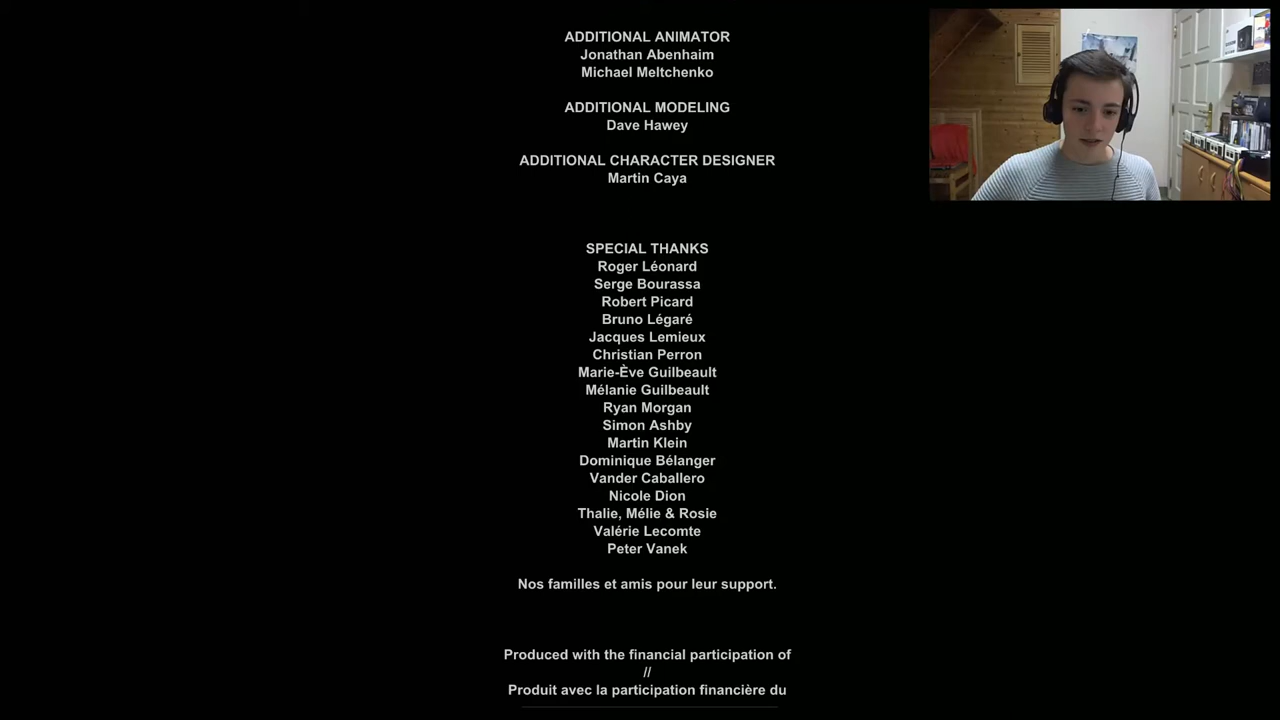 ADDITIONAL ANIMATOR
Jonathan Abenhaim
Michael Meltchenko
ADDITIONAL MODELING
Dave Hawey
ADDITIONAL CHARACTER DESIGNER
Martin Caya
SPECIAL THANKS
Roger Léonard
Serge Bourassa
Robert Picard
Bruno Légaré
Jacques Lemieux
Christian Perron
Marie-Ève Guilbeault
Mélanie Guilbeault
Ryan Morgan
Simon Ashby
Martin Klein
Dominique Bélanger
Vander Caballero
Nicole Dion
Thalie, Mélie & Rosie
Valérie Lecomte
Peter Vanek
Nos familles et amis pour leur support.
Produced with the financial participation of
//
Produit avec la participation financière du